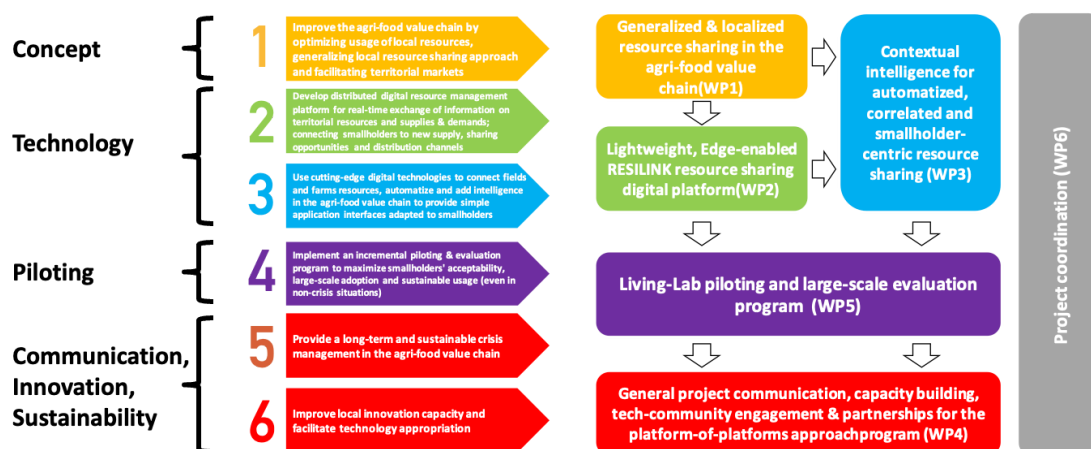 Concept
1
Improve the agri-food value chain by
optimizing usage of local resources,
generalizing local resource sharing approach
and facilitating territorial markets
Technology
2
Develop distributed digital resource management
platform for real-time exchange of information on
territorial resources and supplies & demands;
connecting smallholders to new supply, sharing
opportunities and distribution channels
3
Use cutting-edge digital technologies to connect fields
and farms resources, automatize and add intelligence
in the agri-food value chain to provide simple
application interfaces adapted to smallholders
Piloting
4
Implement an incremental piloting & evaluation
program to maximize smallholders' acceptability,
large-scale adoption and sustainable usage (even in
non-crisis situations)
Communication,
Innovation,
Sustainability
5
Provide a long-term and sustainable crisis
management in the agri-food value chain
6
Improve local innovation capacity and
facilitate technology appropriation
Generalized & localized
resource sharing in the
agri-food value
chain(WP1)
Lightweight, Edge-enabled
RESILINK resource sharing
digital platform(WP2)
Contextual
intelligence for
automatized,
correlated and
smallholder-
centric resource
sharing (WP3)
Living-Lab piloting and large-scale evaluation
program (WP5)
General project communication, capacity building,
tech-community engagement & partnerships for the
platform-of-platforms approachprogram (WP4)
Project coordination (WP6)